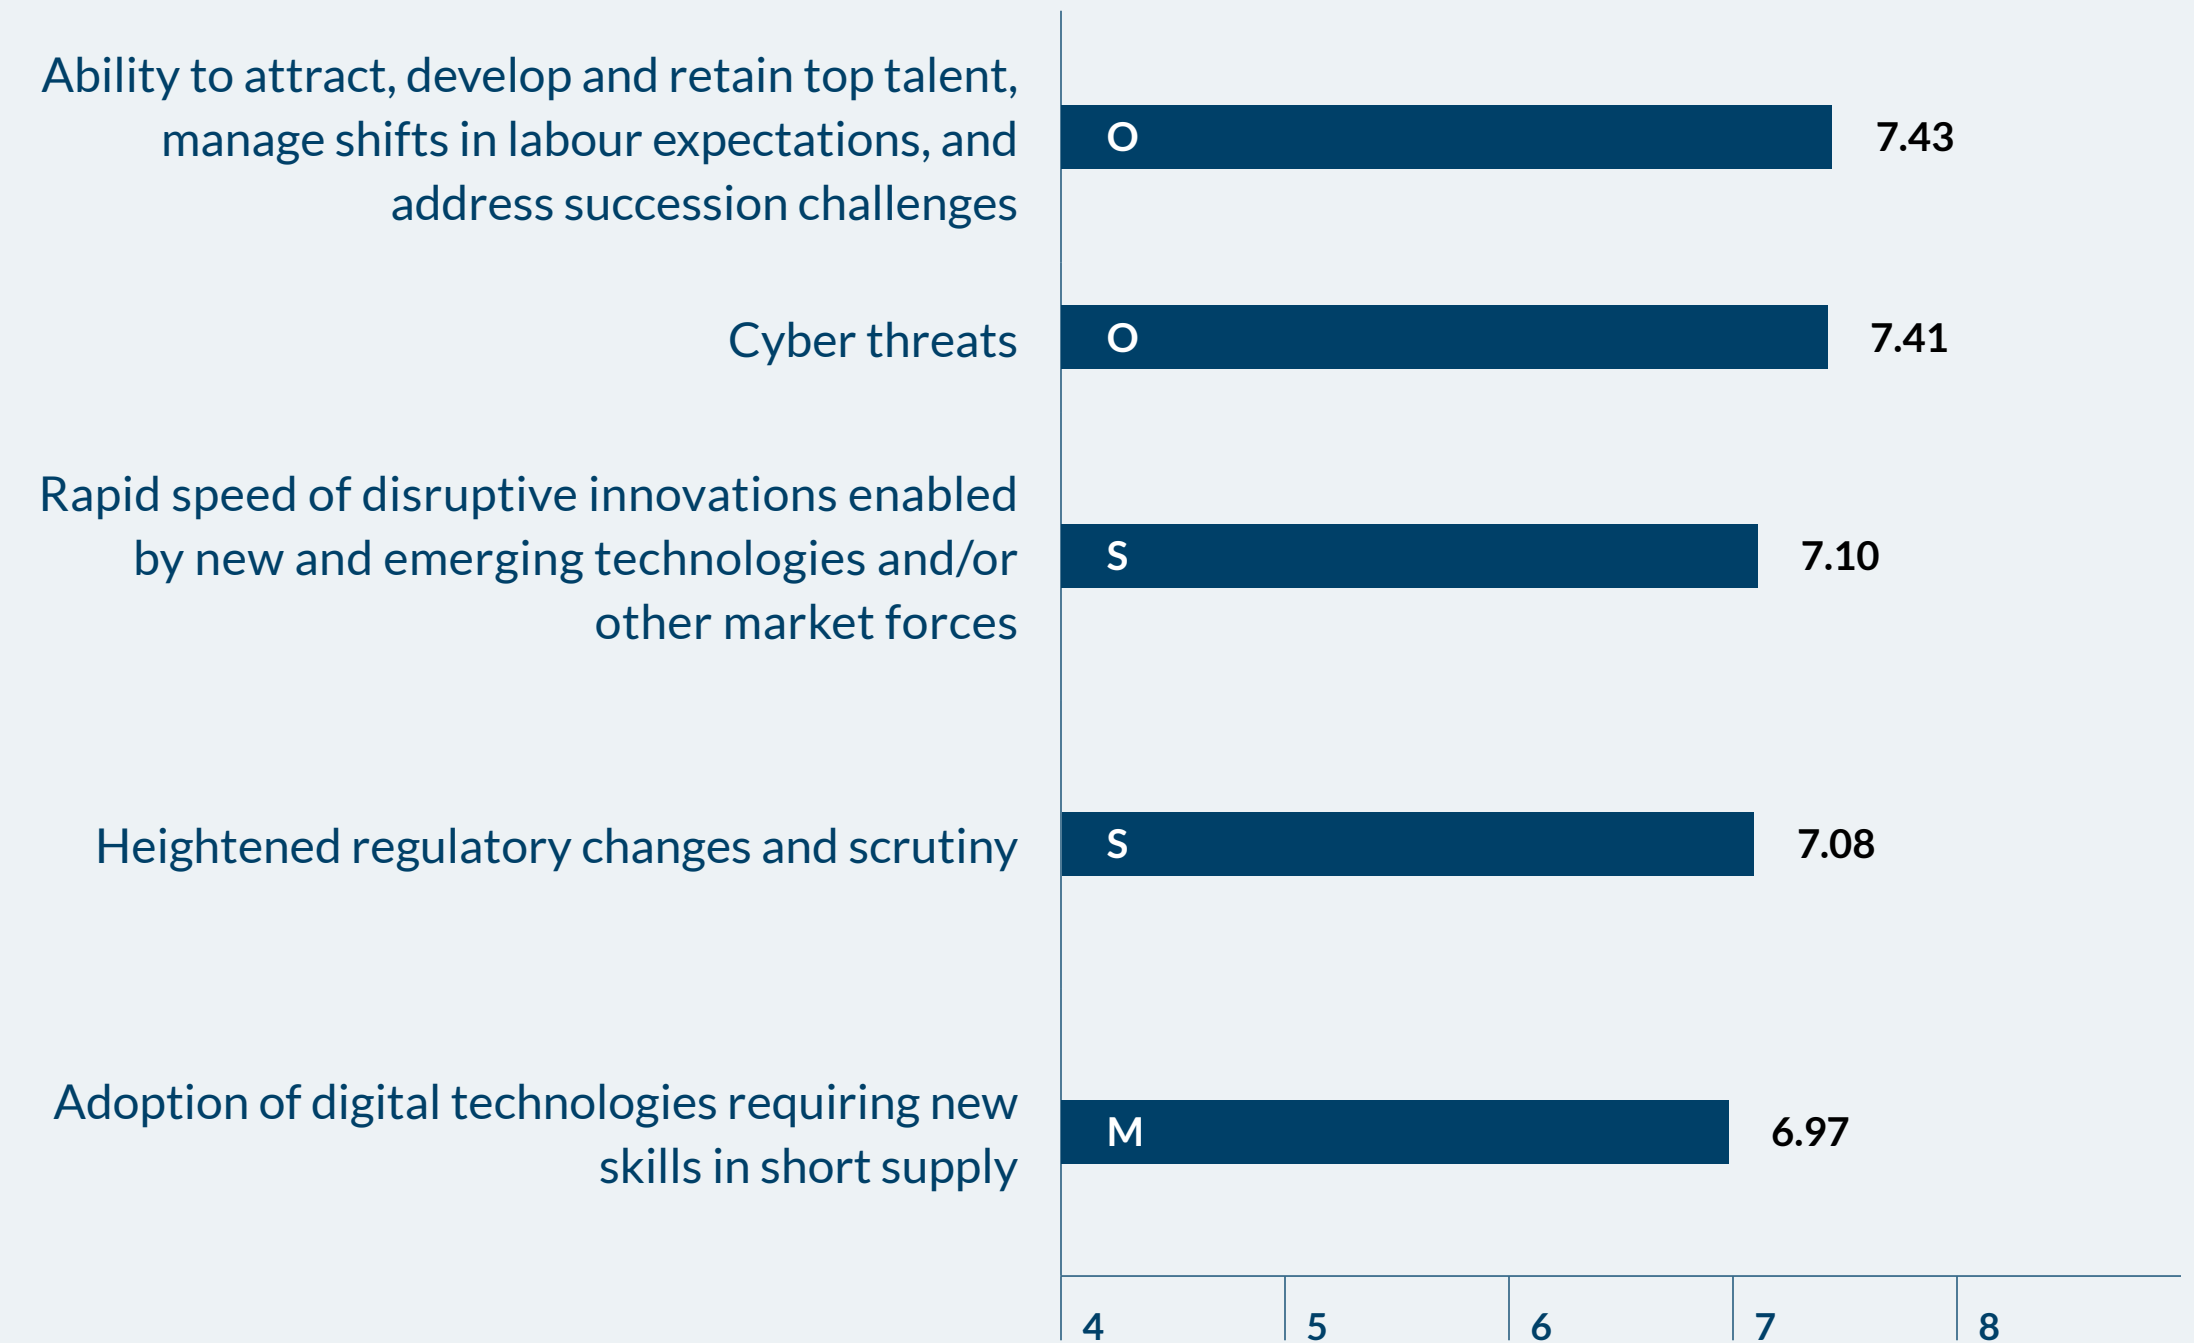 Ability to attract, develop and retain top talent,
manage shifts in labour expectations, and
address succession challenges
O
7.43
Cyber threats
O
7.41
Rapid speed of disruptive innovations enabled
by new and emerging technologies and/or
other market forces
S
7.10
Heightened regulatory changes and scrutiny
S
7.08
Adoption of digital technologies requiring new
skills in short supply
M
6.97
4 5 6 7 8